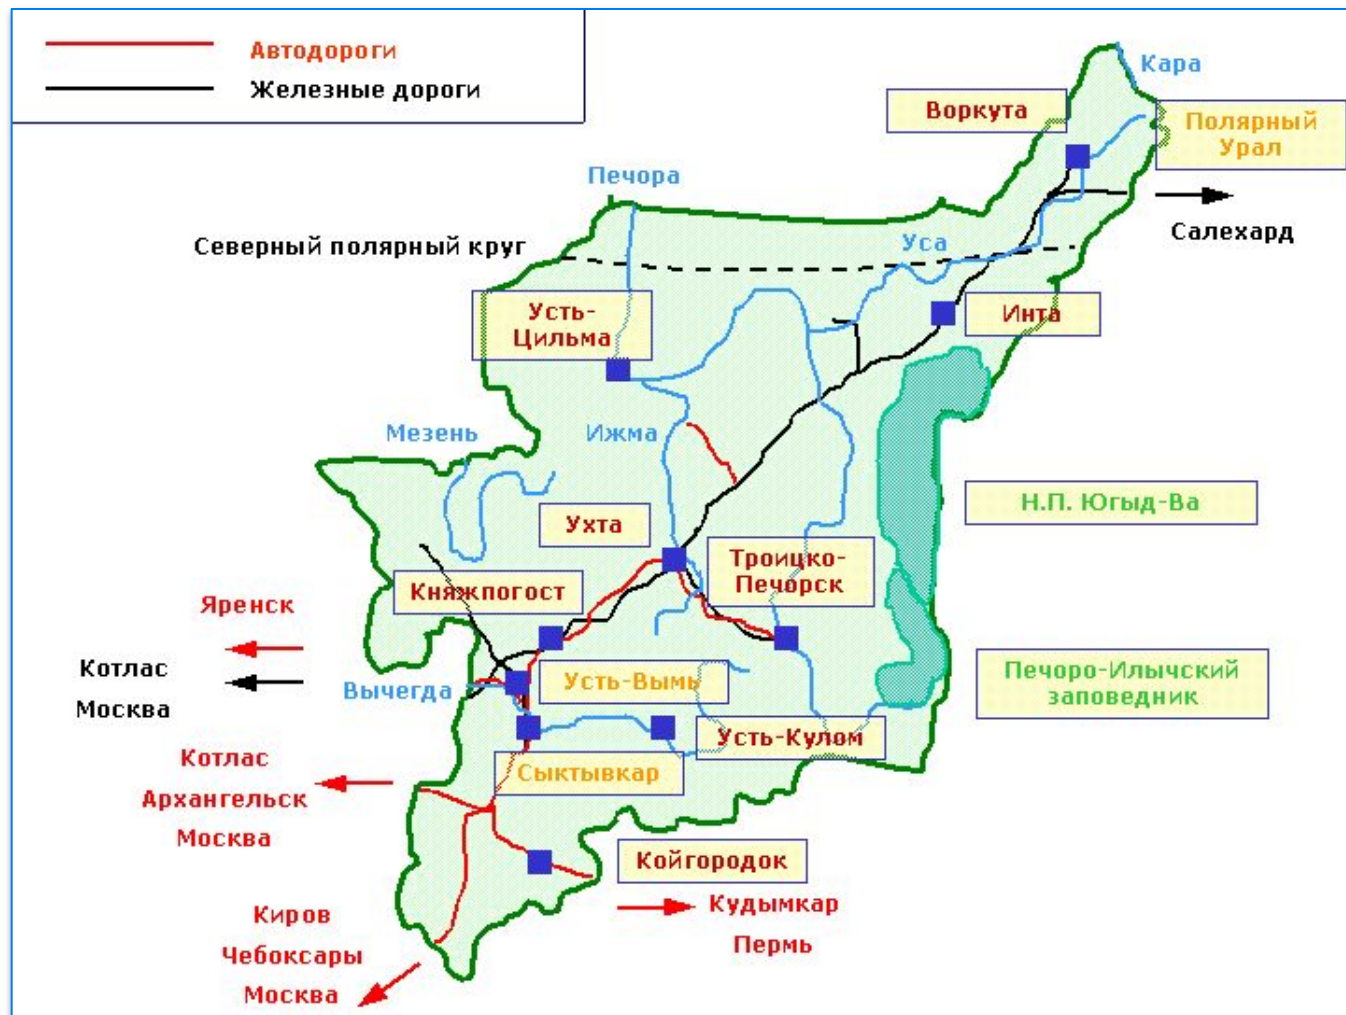 Автодороги
Железные дороги
Кара
Воркута
Полярный
Урал
Печора
Северный полярный круг
Уса
Салехард
Усть-
Цильма
Инта
Мезень
Ижма
Н.П. Югыд-Ва
Ухта
Троицко-
Печорск
Княжпогост
Яренск
Котлас
Москва
Вычегда
Усть-Вымь
Печоро-Илычский
заповедник
Усть-Кулом
Сыктывкар
Котлас
Архангельск
Москва
Койгородок
Киров
Чебоксары
Москва
Кудымкар
Пермь